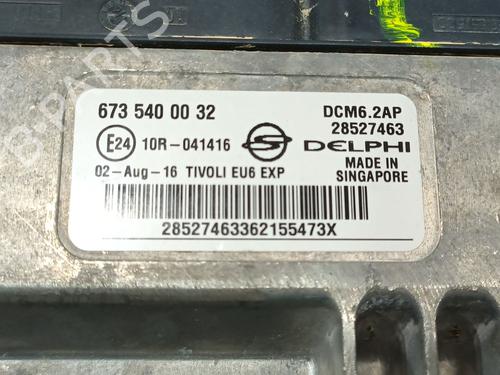 673 540 00 32
DCM6.2AP
28527463
E24
10R-041416
DELPHI
02-Aug-16 TIVOLI EU6 EXP
MADE IN
SINGAPORE
28527463362155473X
B-PARTS